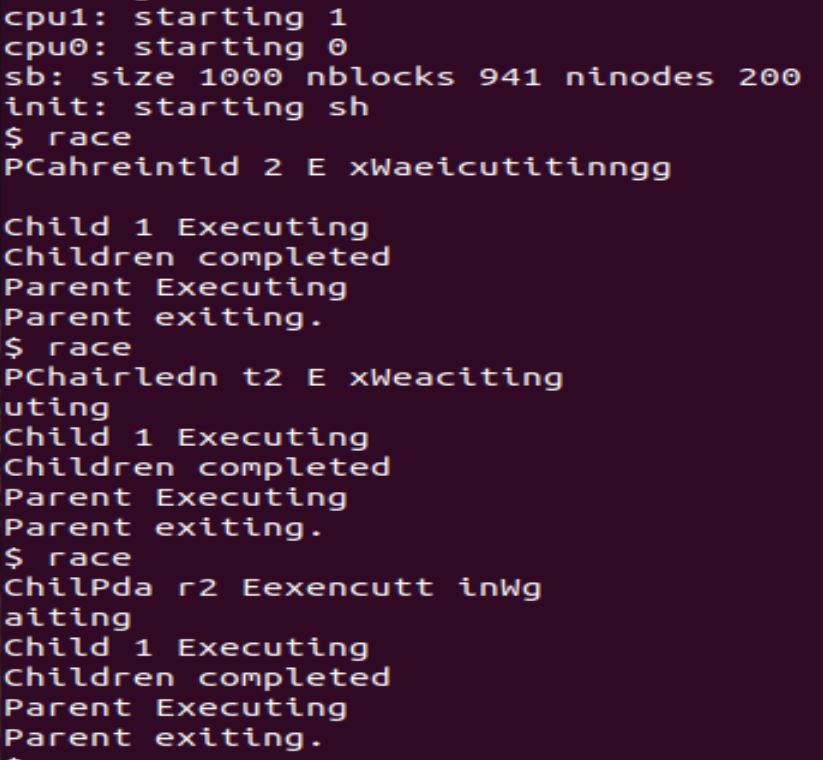 cpu1: starting 1
cpu0: starting 0
sb: size 1000 nblocks 941 ninodes 200
init: starting sh
$ race
PCahreintld 2 E xWaeicutitinngg

Child 1 Executing
Children completed
Parent Executing
Parent exiting.
$ race
PChairledn t2 E xWeaciting
uting
Child 1 Executing
Children completed
Parent Executing
Parent exiting.
$ race
ChilPda r2 Eexencutt inWg
aiting
Child 1 Executing
Children completed
Parent Executing
Parent exiting.